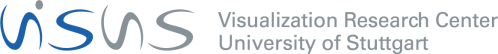 VISUS
Visualization Research Center
University of Stuttgart